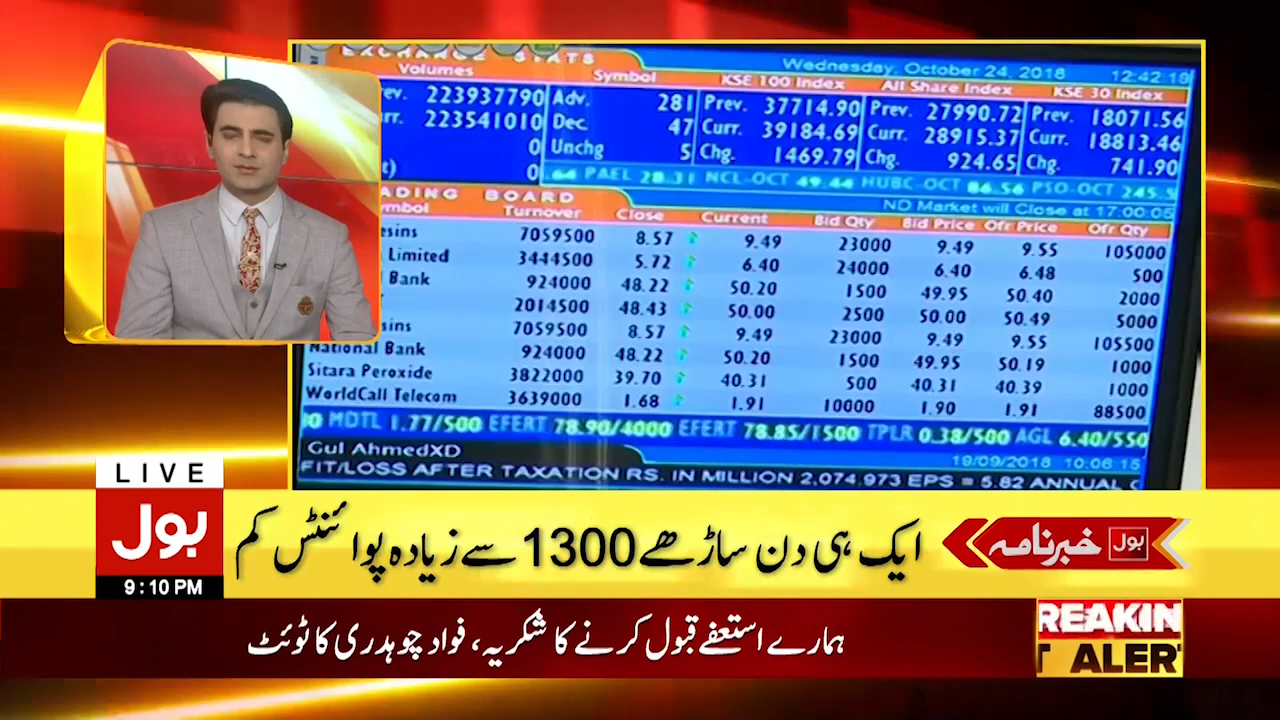 EXCHANGE STATS
Wednesday, October 24, 2018 12:42:19
Volumes Symbol KSE 100 Index All Share Index KSE 30 Index
rev. 223937790 Adv. 281 Prev. 37714.90 Prev. 27990.72 Prev. 18071.56
rr. 223541010 Dec. 47 Curr. 39184.69 Curr. 28915.37 Curr. 18813.46
0 Unchg 5 Chg. 1469.79 Chg. 924.65 Chg. 741.90
t) 0
.64 PAEL 28.31 NCL-OCT 49.44 HUBC-OCT 86.56 PSO-OCT 245.5
ADING BOARD
ND Market will Close at 17:00:05
mbol Turnover Close Current Bid Qty Bid Price Ofr Price Ofr Qty
esins 7059500 8.57 9.49 23000 9.49 9.55 105000
Limited 3444500 5.72 6.40 24000 6.40 6.48 500
Bank 924000 48.22 50.20 1500 49.95 50.40 2000
2014500 48.43 50.00 2500 50.00 50.49 5000
sins 7059500 8.57 9.49 23000 9.49 9.55 105500
National Bank 924000 48.22 50.20 1500 49.95 50.19 1000
Sitara Peroxide 3822000 39.70 40.31 500 40.31 40.39 1000
WorldCall Telecom 3639000 1.68 1.91 10000 1.90 1.91 88500
00 MDTL 1.77/500 EFERT 78.90/4000 EFERT 78.85/1500 TPLR 0.38/500 AGL 6.40/550
Gul AhmedXD
19/09/2018 10:06:15
FIT/LOSS AFTER TAXATION RS. IN MILLION 2,074.973 EPS = 5.82 ANNUAL
LIVE
بول
9:10 PM
ایک ہی دن ساڑھے 1300 سے زیادہ پوائنٹس کم
بول خبرنامہ
ہمارے استعفے قبول کرنے کا شکریہ، فواد چوہدری کا ٹوئٹ
REAKIN
T ALER